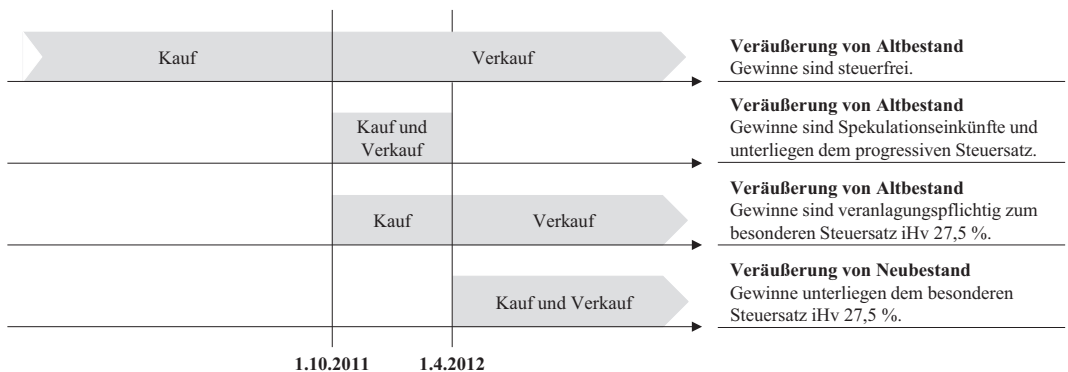 Kauf
Verkauf
Veräußerung von Altbestand
Gewinne sind steuerfrei.
Kauf und
Verkauf
Veräußerung von Altbestand
Gewinne sind Spekulationseinkünfte und
unterliegen dem progressiven Steuersatz.
Kauf
Verkauf
Veräußerung von Altbestand
Gewinne sind veranlagungspflichtig zum
besonderen Steuersatz iHv 27,5 %.
Kauf und Verkauf
Veräußerung von Neubestand
Gewinne unterliegen dem besonderen
Steuersatz iHv 27,5 %.
1.10.2011
1.4.2012